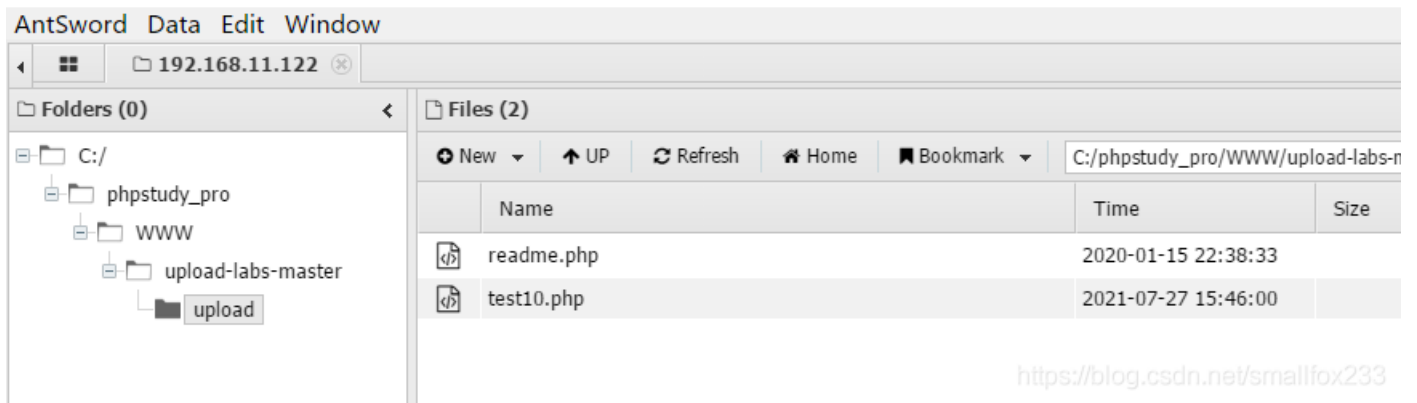 AntSword Data Edit Window
192.168.11.122
Folders (0)
Files (2)
C:/
phpstudy_pro
WWW
upload-labs-master
upload
New UP Refresh Home Bookmark C:/phpstudy_pro/WWW/upload-labs-m
Name Time Size
readme.php 2020-01-15 22:38:33
test10.php 2021-07-27 15:46:00
https://blog.csdn.net/smallfox233